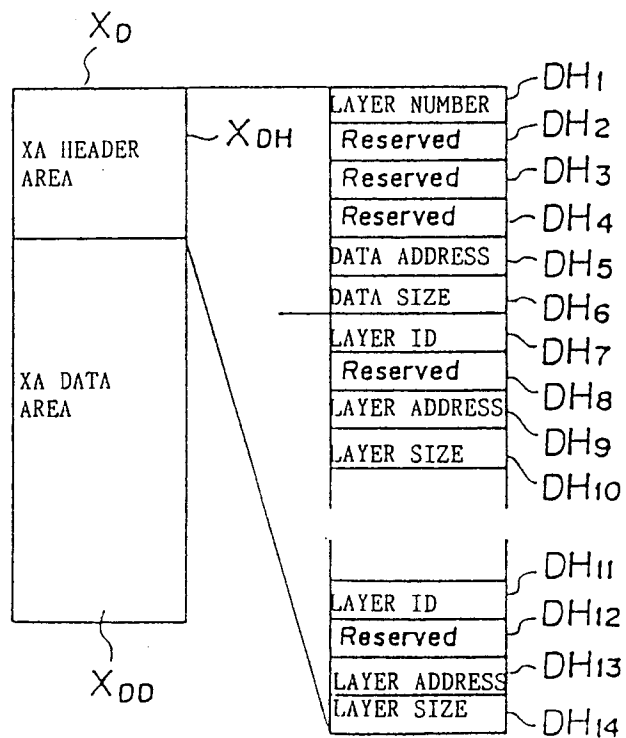 XD
XA HEADER
AREA
XDH
XA DATA
AREA
XDD
LAYER NUMBER DH1
Reserved DH2
Reserved DH3
Reserved DH4
DATA ADDRESS DH5
DATA SIZE DH6
LAYER ID DH7
Reserved DH8
LAYER ADDRESS DH9
LAYER SIZE DH10
LAYER ID DH11
Reserved DH12
LAYER ADDRESS DH13
LAYER SIZE DH14